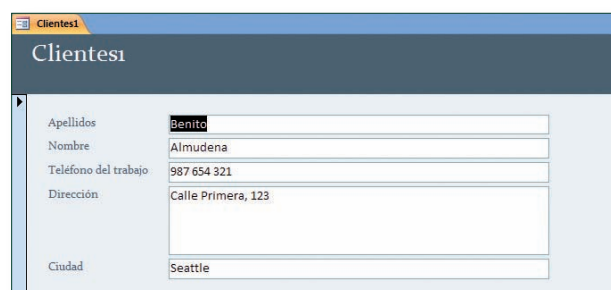 Clientes1
Clientes1
Apellidos Benito
Nombre Almudena
Teléfono del trabajo 987 654 321
Dirección Calle Primera, 123
Ciudad Seattle